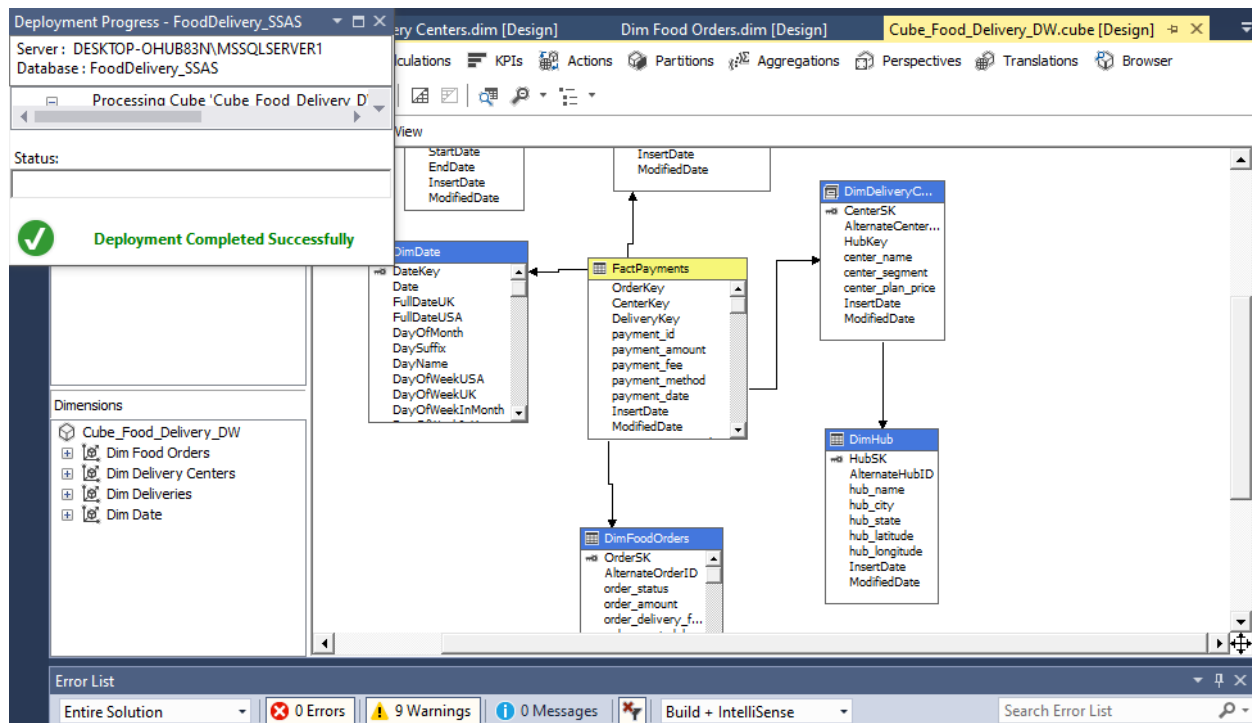 Deployment Progress - FoodDelivery_SSAS
Server : DESKTOP-OHUB83N\MSSQLSERVER1
Database : FoodDelivery_SSAS
Processing Cube 'Cube_Food_Delivery_D
Status:
Deployment Completed Successfully
ery Centers.dim [Design]
Dim Food Orders.dim [Design]
Cube_Food_Delivery_DW.cube [Design]
lculations
KPIs
Actions
Partitions
Aggregations
Perspectives
Translations
Browser
View
StartDate
EndDate
InsertDate
ModifiedDate
InsertDate
ModifiedDate
DimDate
DateKey
Date
FullDateUK
FullDateUSA
DayOfMonth
DaySuffix
DayName
DayOfWeekUSA
DayOfWeekUK
DayOfWeekInMonth
FactPayments
OrderKey
CenterKey
DeliveryKey
payment_id
payment_amount
payment_fee
payment_method
payment_date
InsertDate
ModifiedDate
DimDeliveryC...
CenterSK
AlternateCenter...
HubKey
center_name
center_segment
center_plan_price
InsertDate
ModifiedDate
DimHub
HubSK
AlternateHubID
hub_name
hub_city
hub_state
hub_latitude
hub_longitude
InsertDate
ModifiedDate
DimFoodOrders
OrderSK
AlternateOrderID
order_status
order_amount
order_delivery_f...
Dimensions
Cube_Food_Delivery_DW
Dim Food Orders
Dim Delivery Centers
Dim Deliveries
Dim Date
Error List
Entire Solution
0 Errors
9 Warnings
0 Messages
Build + IntelliSense
Search Error List